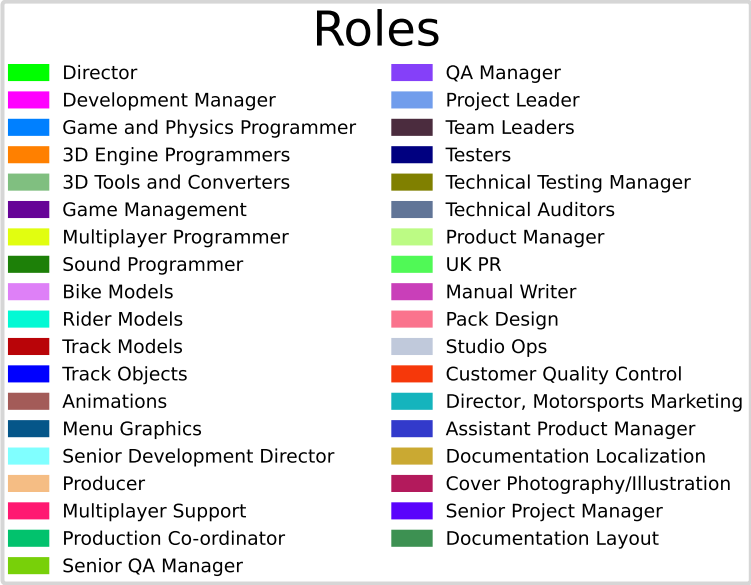 Roles
Director
Development Manager
Game and Physics Programmer
3D Engine Programmers
3D Tools and Converters
Game Management
Multiplayer Programmer
Sound Programmer
Bike Models
Rider Models
Track Models
Track Objects
Animations
Menu Graphics
Senior Development Director
Producer
Multiplayer Support
Production Co-ordinator
Senior QA Manager
QA Manager
Project Leader
Team Leaders
Testers
Technical Testing Manager
Technical Auditors
Product Manager
UK PR
Manual Writer
Pack Design
Studio Ops
Customer Quality Control
Director, Motorsports Marketing
Assistant Product Manager
Documentation Localization
Cover Photography/Illustration
Senior Project Manager
Documentation Layout